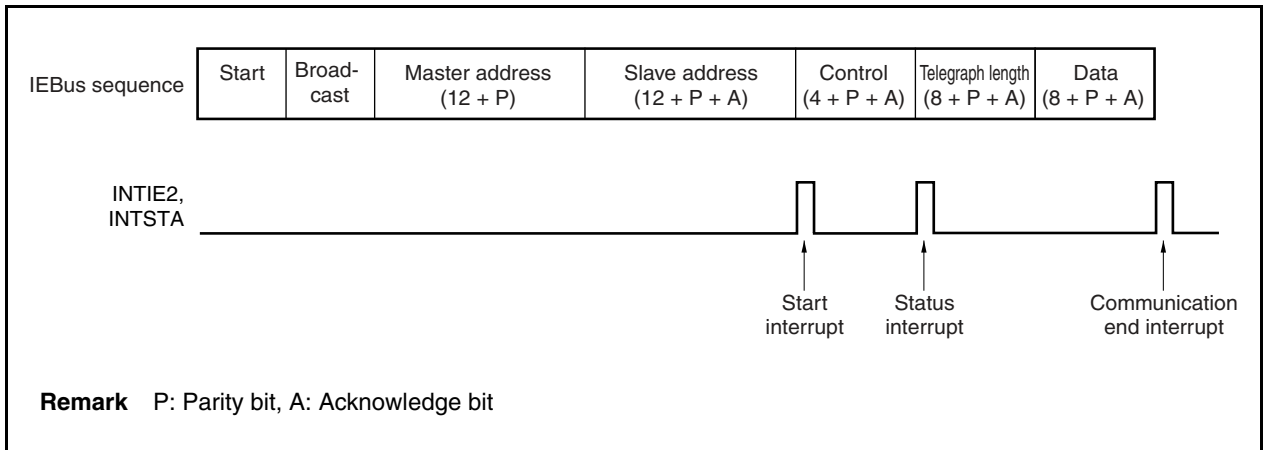 IEBus sequence
Start
Broad-
cast
Master address
(12 + P)
Slave address
(12 + P + A)
Control
(4 + P + A)
Telegraph length
(8 + P + A)
Data
(8 + P + A)
INTIE2,
INTSTA
Start
interrupt
Status
interrupt
Communication
end interrupt
Remark P: Parity bit, A: Acknowledge bit